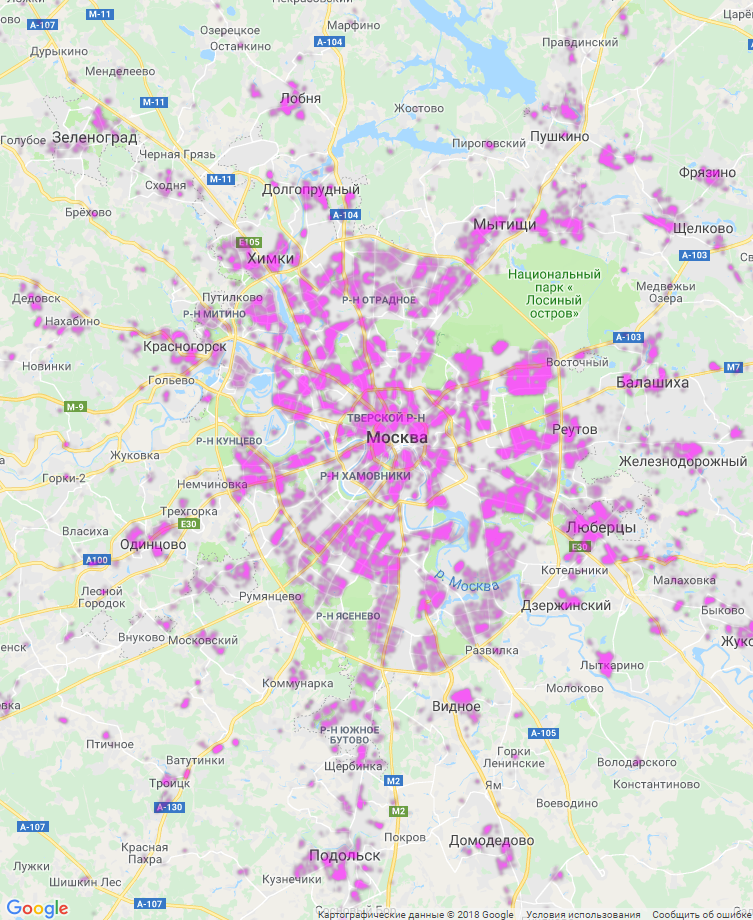 Ложки
Некрасовский
ЦАРЁ
A-107
M-11
Озерецкое
Марфино
A-104
Правдинский
Дурыкино
Останкино
Менделеево
M-11
Лобня
Жостово
Зеленоград
Голубое
Черная Грязь
Пироговский
Пушкино
M-11
Сходня
Долгопрудный
Фрязино
Брёхово
A-104
Мытищи
Щелково
E105
Химки
A-103
Св
Национальный
парк «
Лосиный
остров»
Медвежьи
Озера
Дедовск
Путилково
Р-Н ОТРАДНОЕ
Нахабино
Р-Н МИТИНО
A-103
Красногорск
Восточный
Новинки
M7
Гольево
Балашиха
M-9
ТВЕРСКОЙ Р-Н
Москва
Реутов
Р-Н КУНЦЕВО
Жуковка
Железнодорожный
Горки-2
Немчиновка
Р-Н ХАМОВНИКИ
Трехгорка
E30
Власиха
Люберцы
Одинцово
E30
A100
Котельники
р. Москва
Малаховка
Лесной
Городок
Румянцево
Дзержинский
Быково
Р-Н ЯСЕНЕВО
Внуково
Московский
Жуко
енск
Развилка
Лыткарино
Коммунарка
Молоково
вка
Видное
Птичное
Р-Н ЮЖНОЕ
БУТОВО
A-105
Ватутинки
Горки
Ленинские
Володарского
Щербинка
Троицк
M2
Константиново
Ям
A-130
M2
Воеводино
A-107
Покров
Домодедово
Красная
Пахра
Подольск
Лужки
Кузнечики
Шишкин Лес
A-107
Google
Картографические данные © 2018 Google
Условия использования
Сообщить об ошибке